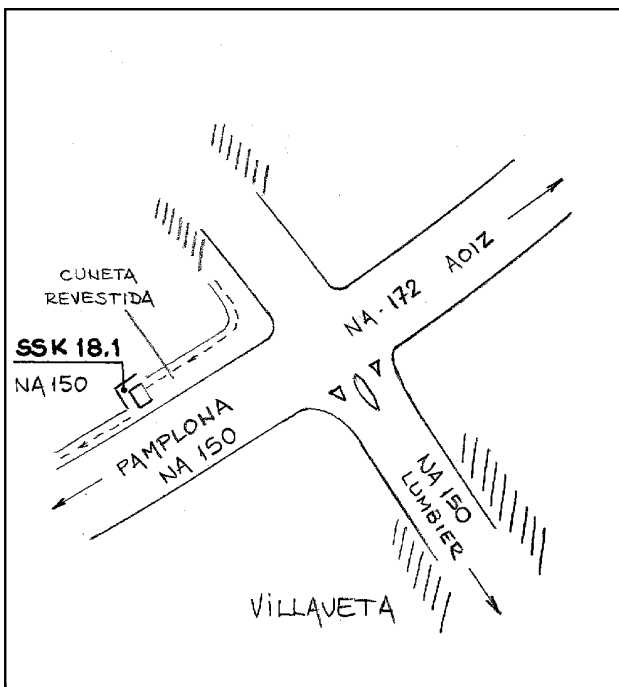 CUNETA
REVESTIDA
SSK 18.1
NA 150
NA-172 AOIZ
PAMPLONA
NA 150
NA 150
LUMBIER
VILLAVETA